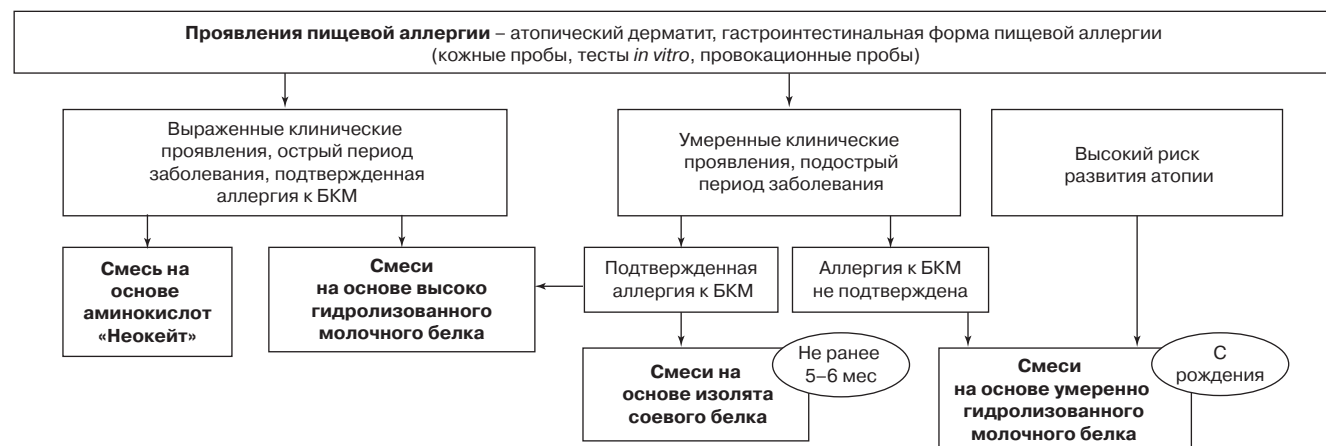 Проявления пищевой аллергии – атопический дерматит, гастроинтестинальная форма пищевой аллергии
(кожные пробы, тесты in vitro, провокационные пробы)
Выраженные клинические
проявления, острый период
заболевания, подтвержденная
аллергия к БКМ
Умеренные клинические
проявления, подострый
период заболевания
Высокий риск
развития атопии
Смесь на
основе
аминокислот
«Неокейт»
Смеси
на основе высоко
гидролизованного
молочного белка
Подтвержденная
аллергия к БКМ
Аллергия к БКМ
не подтверждена
Смеси на
основе изолята
соевого белка
Не ранее
5–6 мес
Смеси
на основе умеренно
гидролизованного
молочного белка
С
рождения